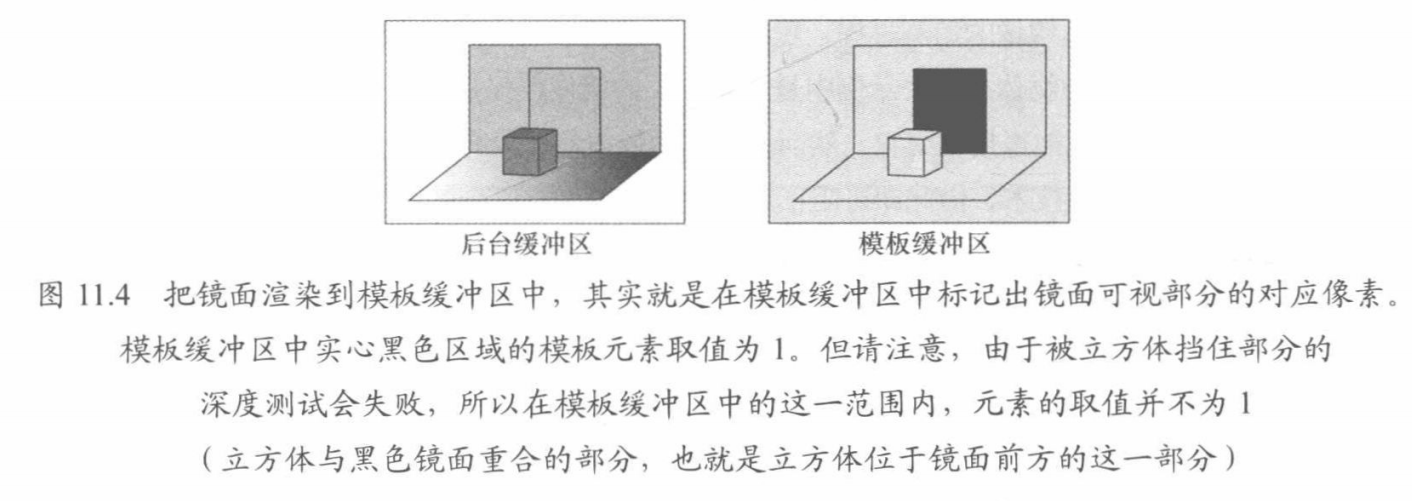 后台缓冲区
模板缓冲区
图 11.4 把镜面渲染到模板缓冲区中，其实就是在模板缓冲区中标记出镜面可视部分的对应像素。
模板缓冲区中实心黑色区域的模板元素取值为 1。但请注意，由于被立方体挡住部分的
深度测试会失败，所以在模板缓冲区中的这一范围内，元素的取值并不为 1
（立方体与黑色镜面重合的部分，也就是立方体位于镜面前方的这一部分）